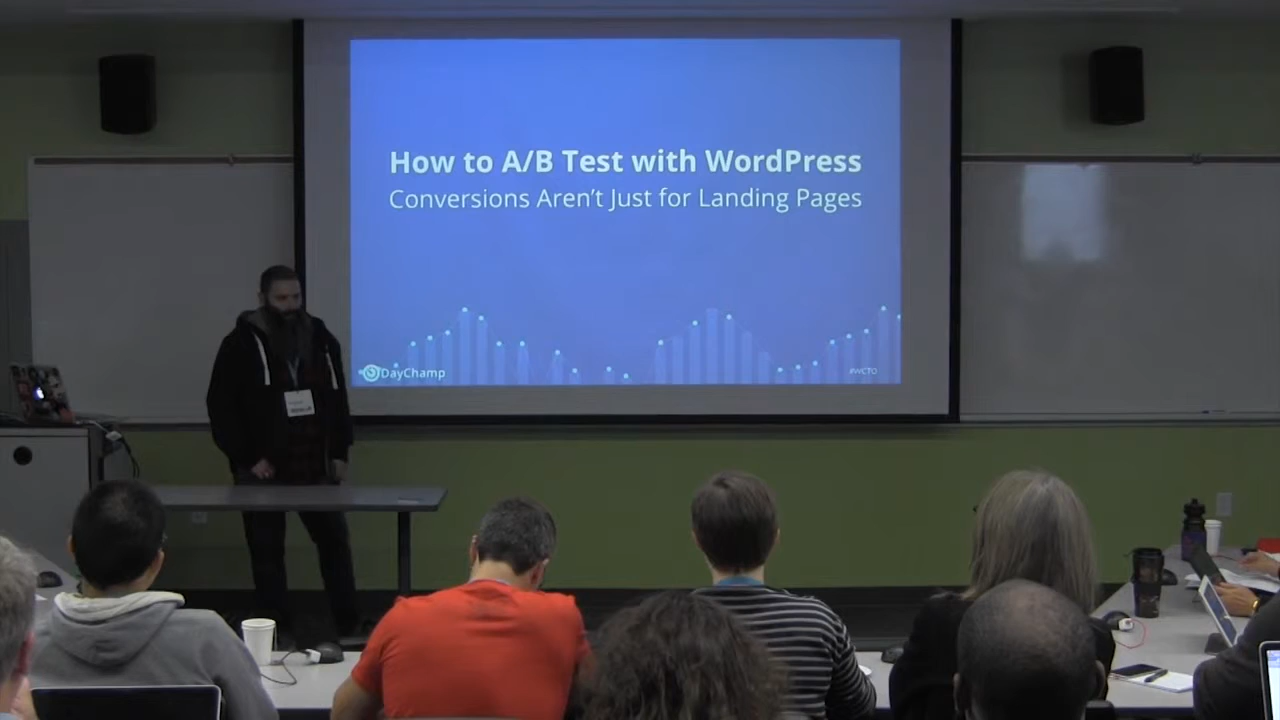 How to A/B Test with WordPress
Conversions Aren't Just for Landing Pages
DayChamp
#WCTO